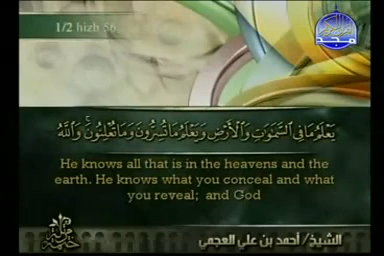 1/2 hizb 56
مجد
يَعْلَمُ مَا فِي السَّمَٰوَٰتِ وَالْأَرْضِ وَيَعْلَمُ مَا تُسِرُّونَ وَمَا تُعْلِنُونَ ۚ وَاللَّهُ
He knows all that is in the heavens and the
earth. He knows what you conceal and what
you reveal; and God
الشيخ/ أحمد بن علي العجمي